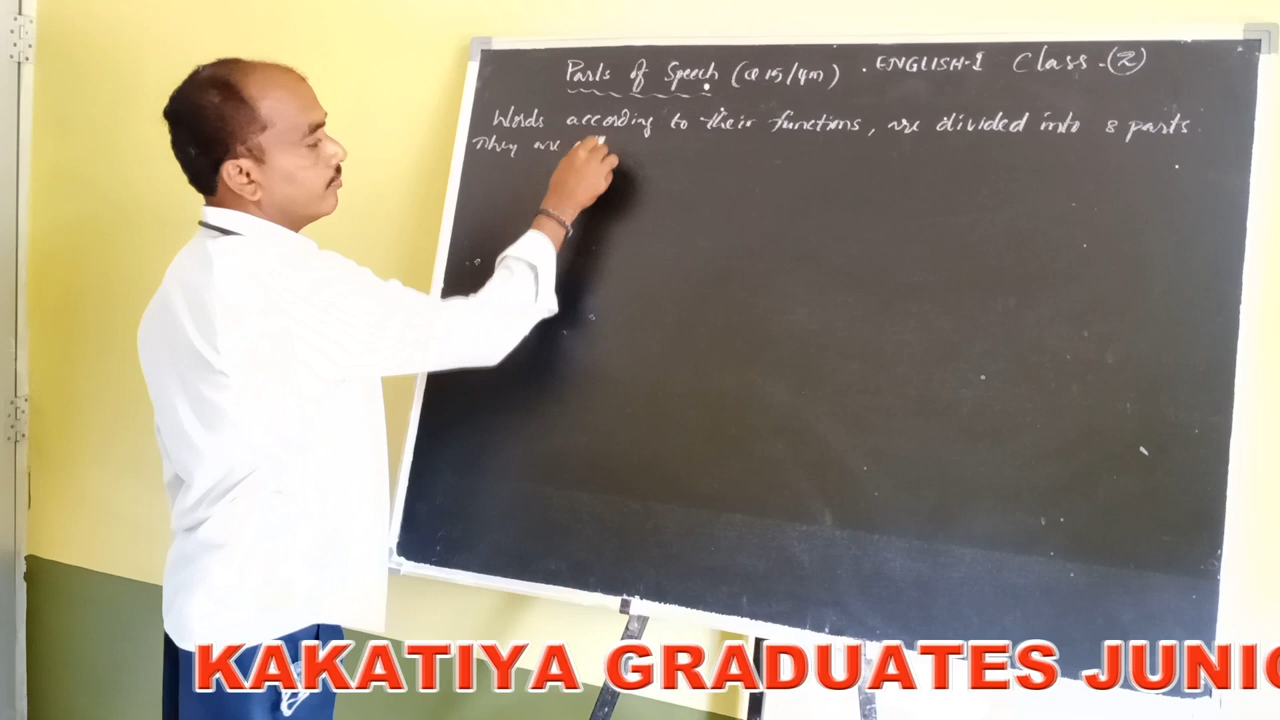 Parts of Speech (Q 15/4m) . ENGLISH-I Class - (2)
Words according to their functions, are divided into 8 parts.
They are
KAKATIYA GRADUATES JUNIO